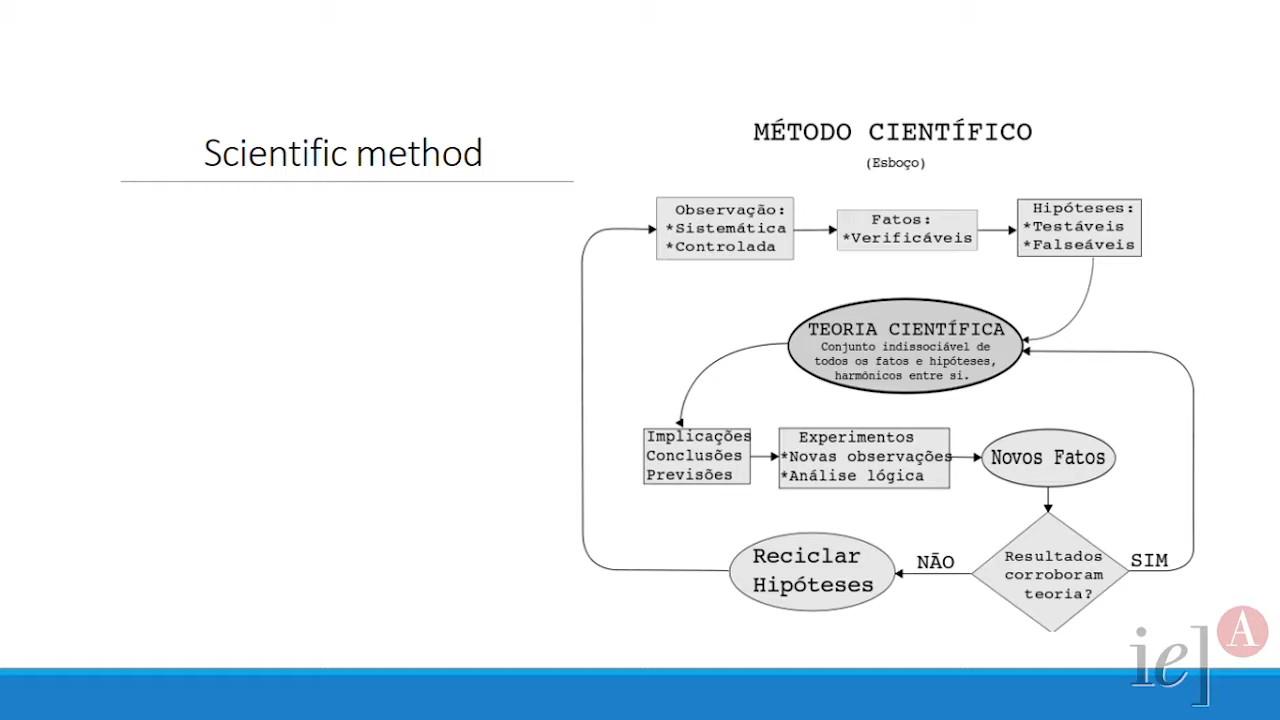 Scientific method
MÉTODO CIENTÍFICO
(Esboço)
Observação:
*Sistemática
*Controlada
Fatos:
*Verificáveis
Hipóteses:
*Testáveis
*Falseáveis
TEORIA CIENTÍFICA
Conjunto indissociável de
todos os fatos e hipóteses,
harmônicos entre si.
Implicações
Conclusões
Previsões
Experimentos
*Novas observações
*Análise lógica
Novos Fatos
Resultados
corroboram
teoria?
SIM
NÃO
Reciclar
Hipóteses
ie] A